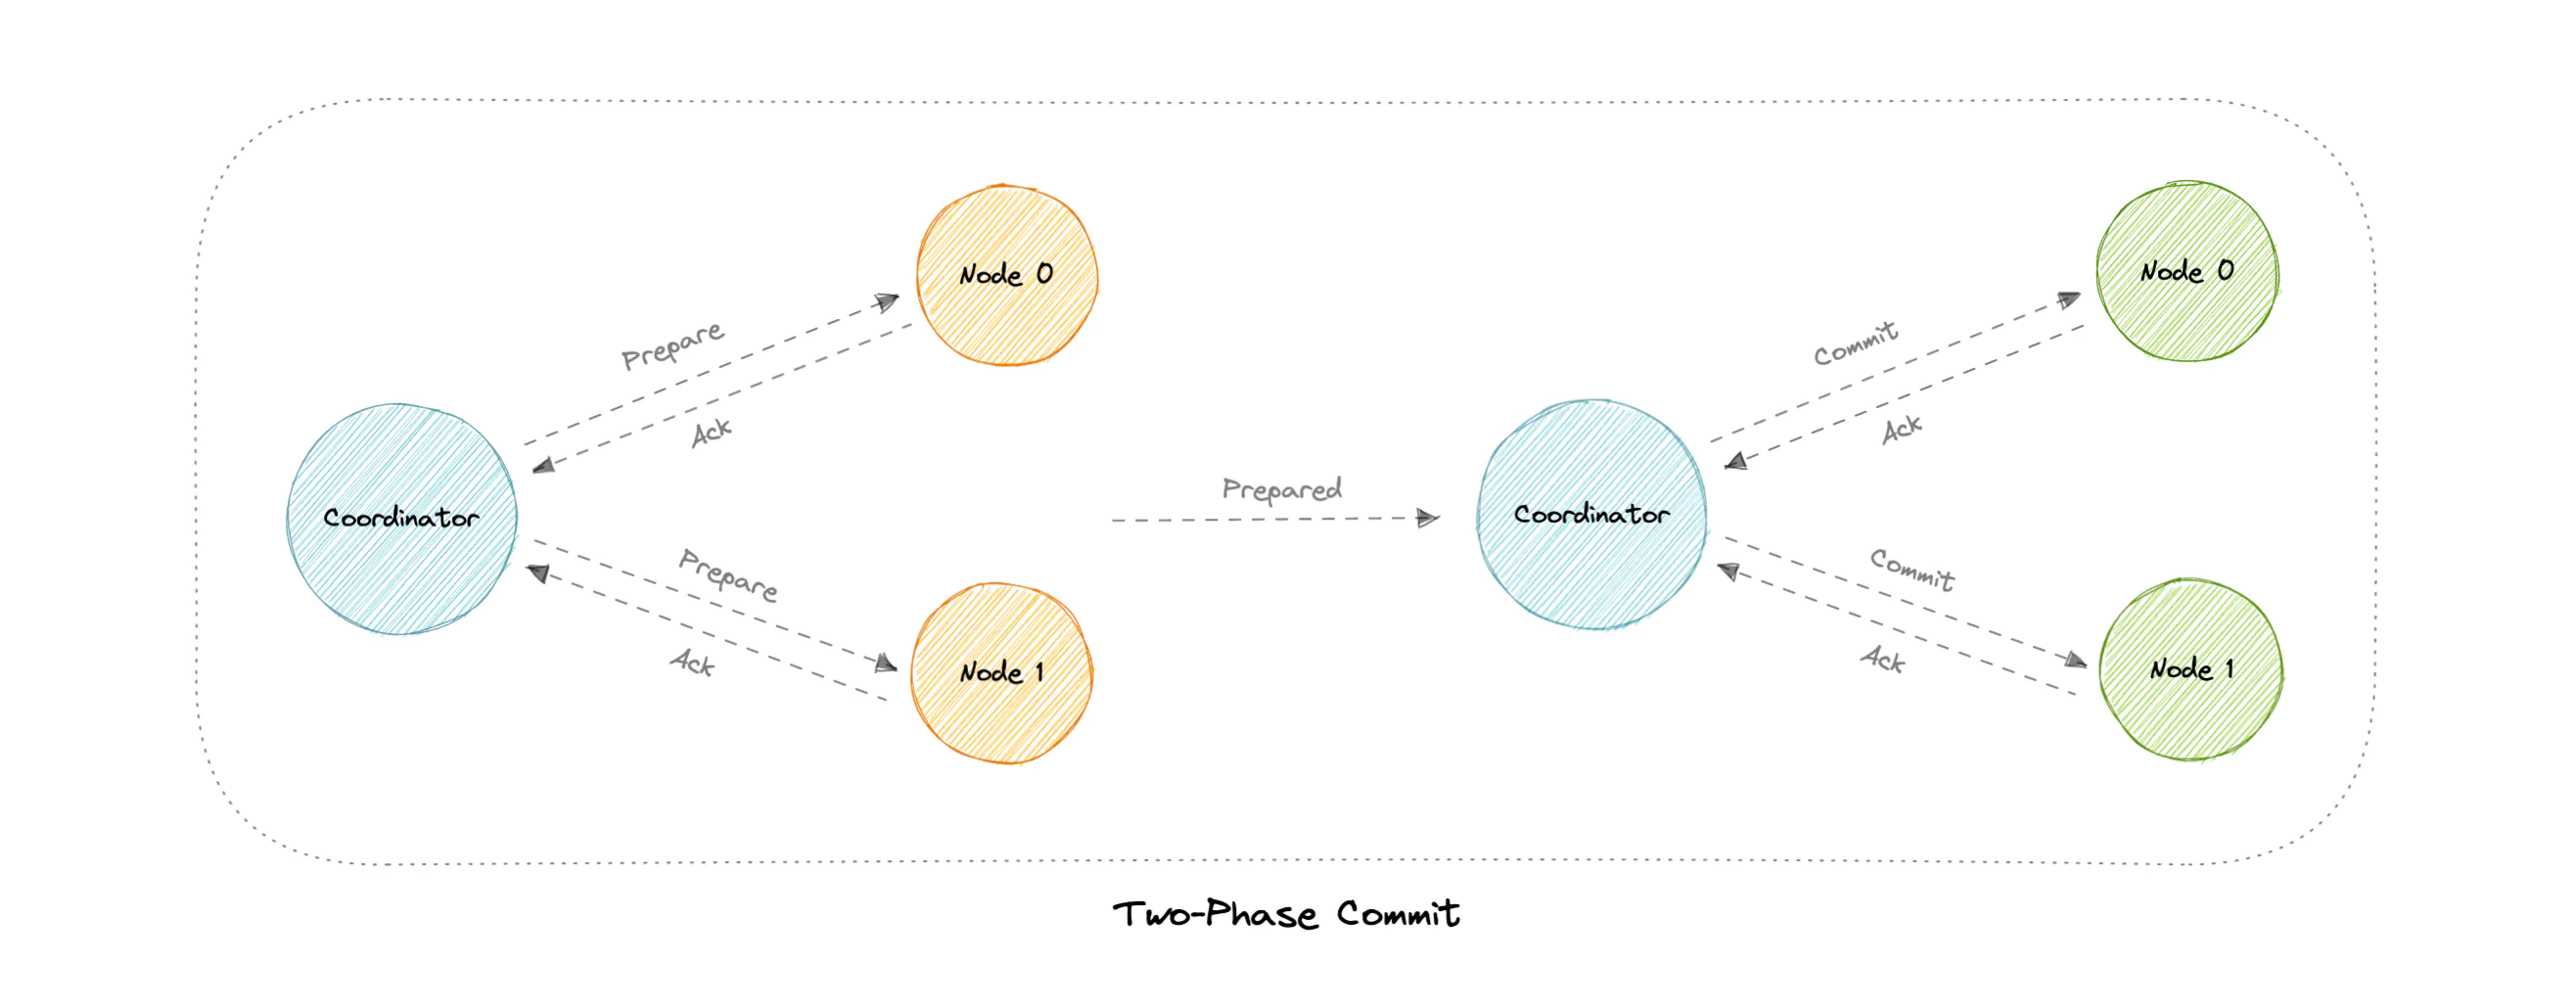 Node 0
Prepare
Ack
Coordinator
Prepare
Ack
Node 1
Prepared
Node 0
Commit
Ack
Coordinator
Commit
Ack
Node 1
Two-Phase Commit